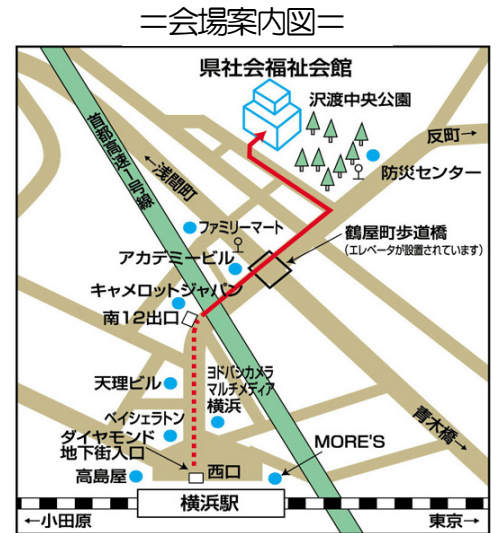 =会場案内図=
県社会福祉会館
沢渡中央公園
反町→
首都高速1号線
←浅間町
防災センター
ファミリーマート
鶴屋町歩道橋
(エレベータが設置されています)
アカデミービル
キャメロットジャパン
南12出口
天理ビル
ヨドバシカメラ
マルチメディア
横浜
ベイシェラトン
ダイヤモンド
地下街入口
青木橋→
MORE'S
高島屋
西口
横浜駅
←小田原
東京→